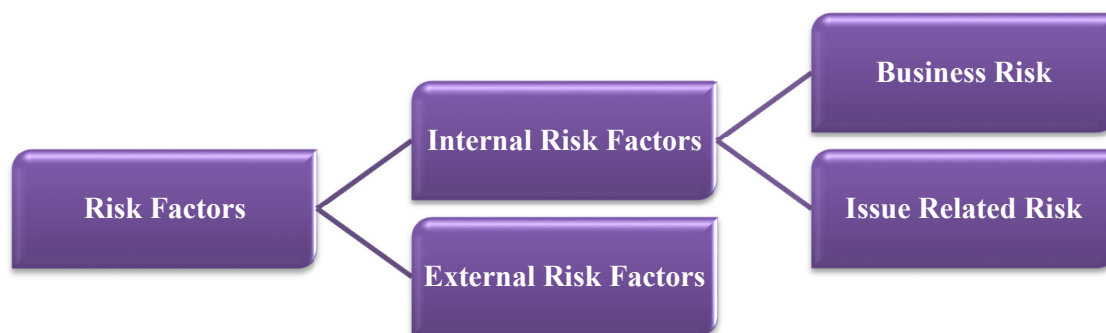 Risk Factors
Internal Risk Factors
External Risk Factors
Business Risk
Issue Related Risk